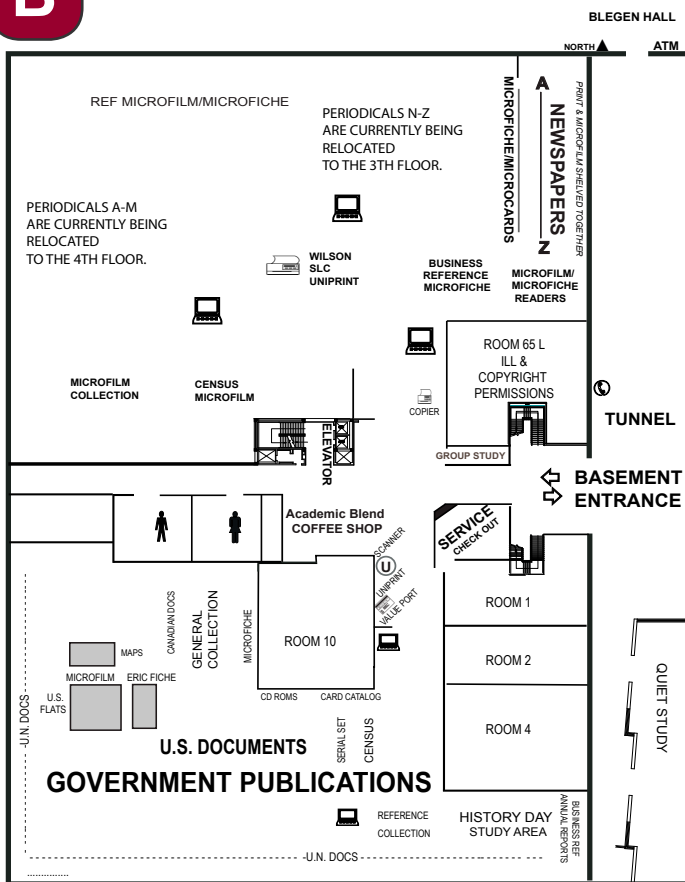 B
BLEGEN HALL
NORTH
ATM
REF MICROFILM/MICROFICHE
PERIODICALS N-Z
ARE CURRENTLY BEING
RELOCATED
TO THE 3TH FLOOR.
MICROFICHE/MICROCARDS
A
NEWSPAPERS
Z
PRINT & MICROFILM SHELVED TOGETHER
PERIODICALS A-M
ARE CURRENTLY BEING
RELOCATED
TO THE 4TH FLOOR.
WILSON
SLC
UNIPRINT
BUSINESS
REFERENCE
MICROFICHE
MICROFILM/
MICROFICHE
READERS
ROOM 65 L
ILL &
COPYRIGHT
PERMISSIONS
MICROFILM
COLLECTION
CENSUS
MICROFILM
COPIER
ELEVATOR
GROUP STUDY
TUNNEL
BASEMENT
ENTRANCE
Academic Blend
COFFEE SHOP
SERVICE
CHECK OUT
SCANNER
U
UNIPRINT
VALUE PORT
CANADIAN DOCS
GENERAL
COLLECTION
MICROFICHE
ROOM 10
ROOM 1
ROOM 2
ROOM 4
MAPS
MICROFILM
ERIC FICHE
U.S.
FLATS
U.N. DOCS
CD ROMS
CARD CATALOG
QUIET STUDY
U.S. DOCUMENTS
SERIAL SET
CENSUS
GOVERNMENT PUBLICATIONS
REFERENCE
COLLECTION
HISTORY DAY
STUDY AREA
BUSINESS REF
ANNUAL REPORTS
U.N. DOCS